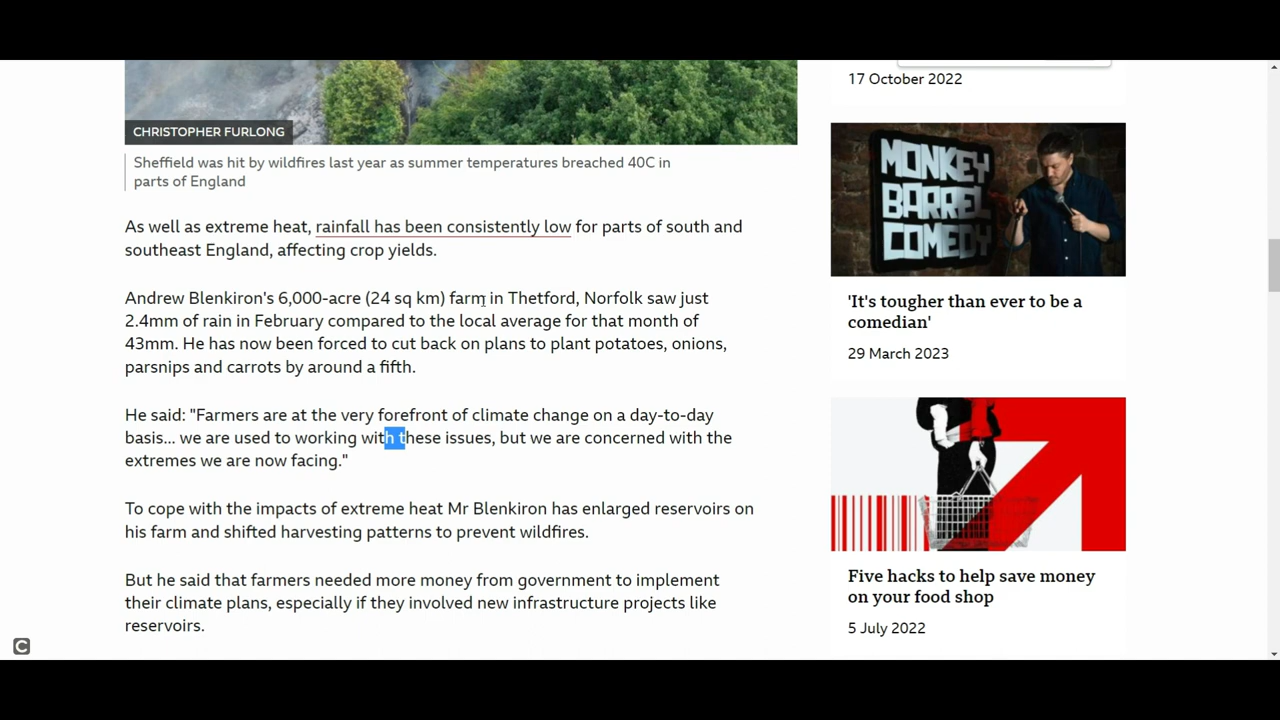 CHRISTOPHER FURLONG
Sheffield was hit by wildfires last year as summer temperatures breached 40C in
parts of England
As well as extreme heat, rainfall has been consistently low for parts of south and
southeast England, affecting crop yields.
Andrew Blenkiron's 6,000-acre (24 sq km) farm in Thetford, Norfolk saw just
2.4mm of rain in February compared to the local average for that month of
43mm. He has now been forced to cut back on plans to plant potatoes, onions,
parsnips and carrots by around a fifth.
He said: "Farmers are at the very forefront of climate change on a day-to-day
basis... we are used to working with these issues, but we are concerned with the
extremes we are now facing."
To cope with the impacts of extreme heat Mr Blenkiron has enlarged reservoirs on
his farm and shifted harvesting patterns to prevent wildfires.
But he said that farmers needed more money from government to implement
their climate plans, especially if they involved new infrastructure projects like
reservoirs.
C
17 October 2022
MONKEY
BARREL
COMEDY
'It's tougher than ever to be a
comedian'
29 March 2023
Five hacks to help save money
on your food shop
5 July 2022